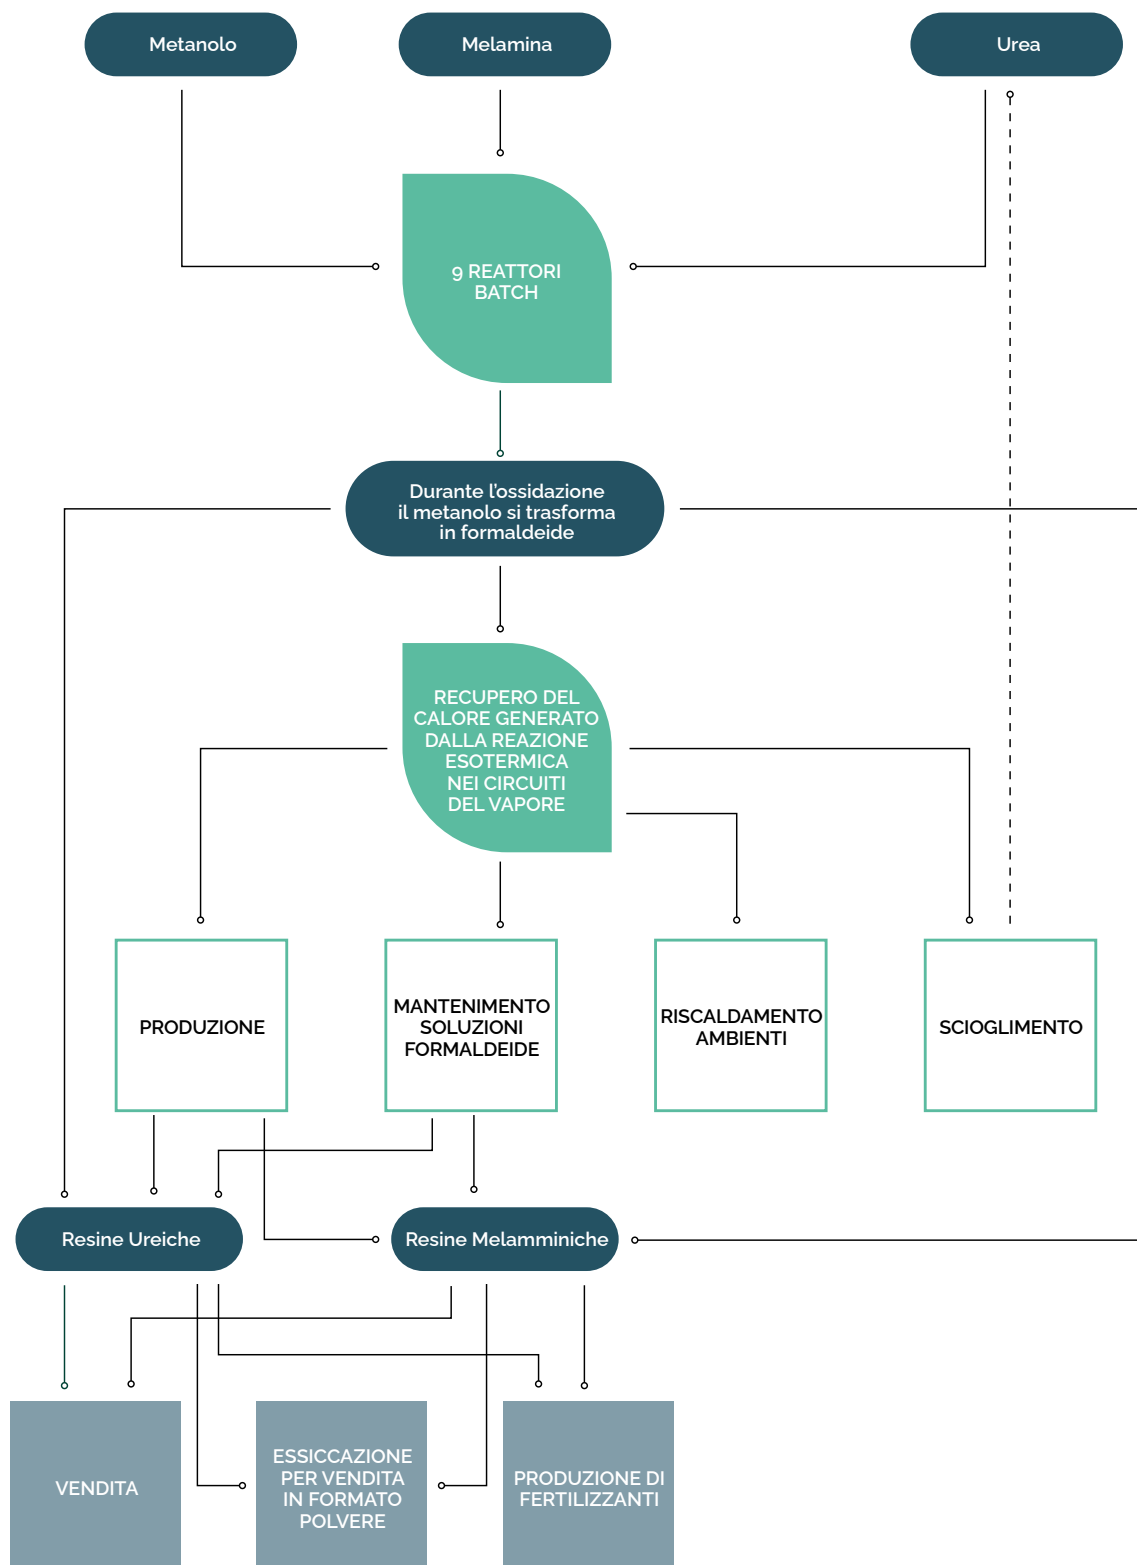 Metanolo
Melamina
Urea
9 REATTORI
BATCH
Durante l’ossidazione
il metanolo si trasforma
in formaldeide
RECUPERO DEL
CALORE GENERATO
DALLA REAZIONE
ESOTERMICA
NEI CIRCUITI
DEL VAPORE
PRODUZIONE
MANTENIMENTO
SOLUZIONI
FORMALDEIDE
RISCALDAMENTO
AMBIENTI
SCIOGLIMENTO
Resine Ureiche
Resine Melamminiche
VENDITA
ESSICCAZIONE
PER VENDITA
IN FORMATO
POLVERE
PRODUZIONE DI
FERTILIZZANTI